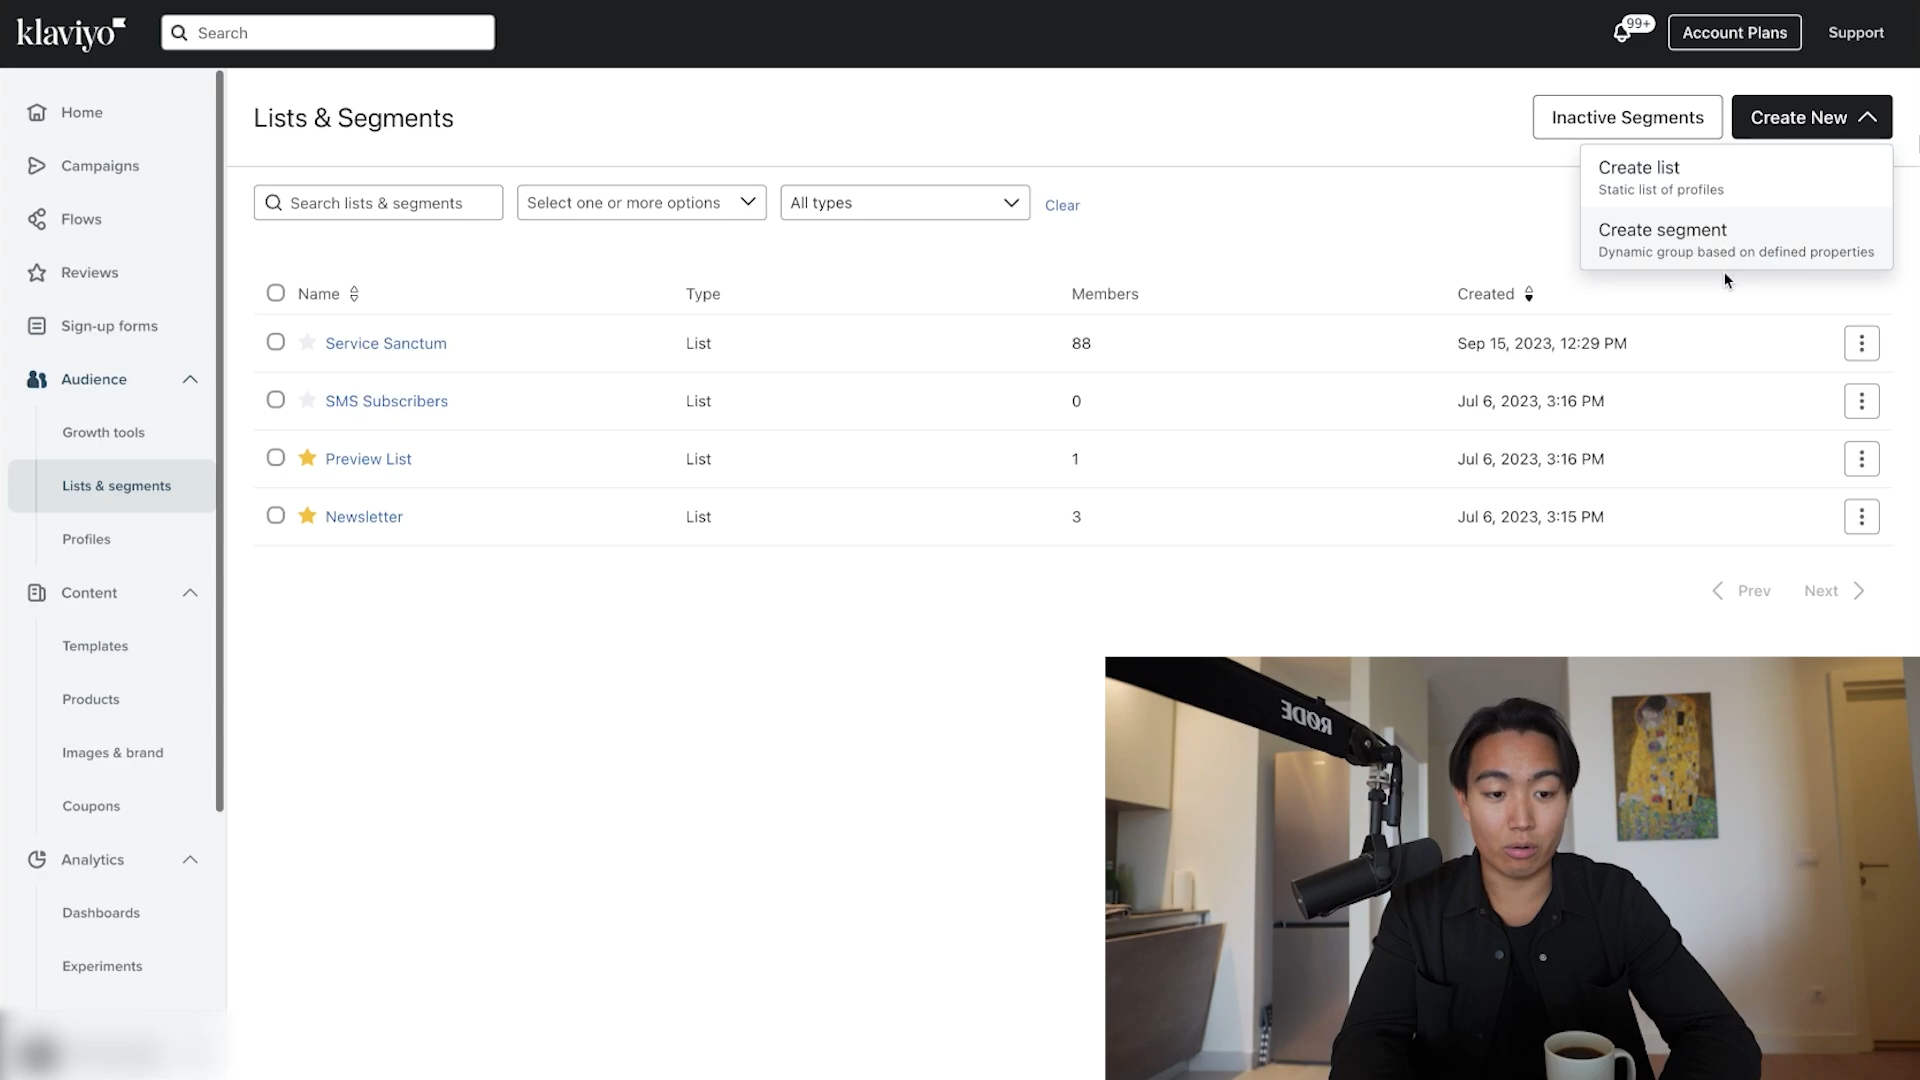 klaviyo
Search
99+
Account Plans
Support
Home
Campaigns
Flows
Reviews
Sign-up forms
Audience
Growth tools
Lists & segments
Profiles
Content
Templates
Products
Images & brand
Coupons
Analytics
Dashboards
Experiments
Lists & Segments
Inactive Segments
Create New
Create list
Static list of profiles
Create segment
Dynamic group based on defined properties
Search lists & segments
Select one or more options
All types
Clear
Name Type Members Created
Service Sanctum List 88 Sep 15, 2023, 12:29 PM
SMS Subscribers List 0 Jul 6, 2023, 3:16 PM
Preview List List 1 Jul 6, 2023, 3:16 PM
Newsletter List 3 Jul 6, 2023, 3:15 PM
Prev Next
RØDE